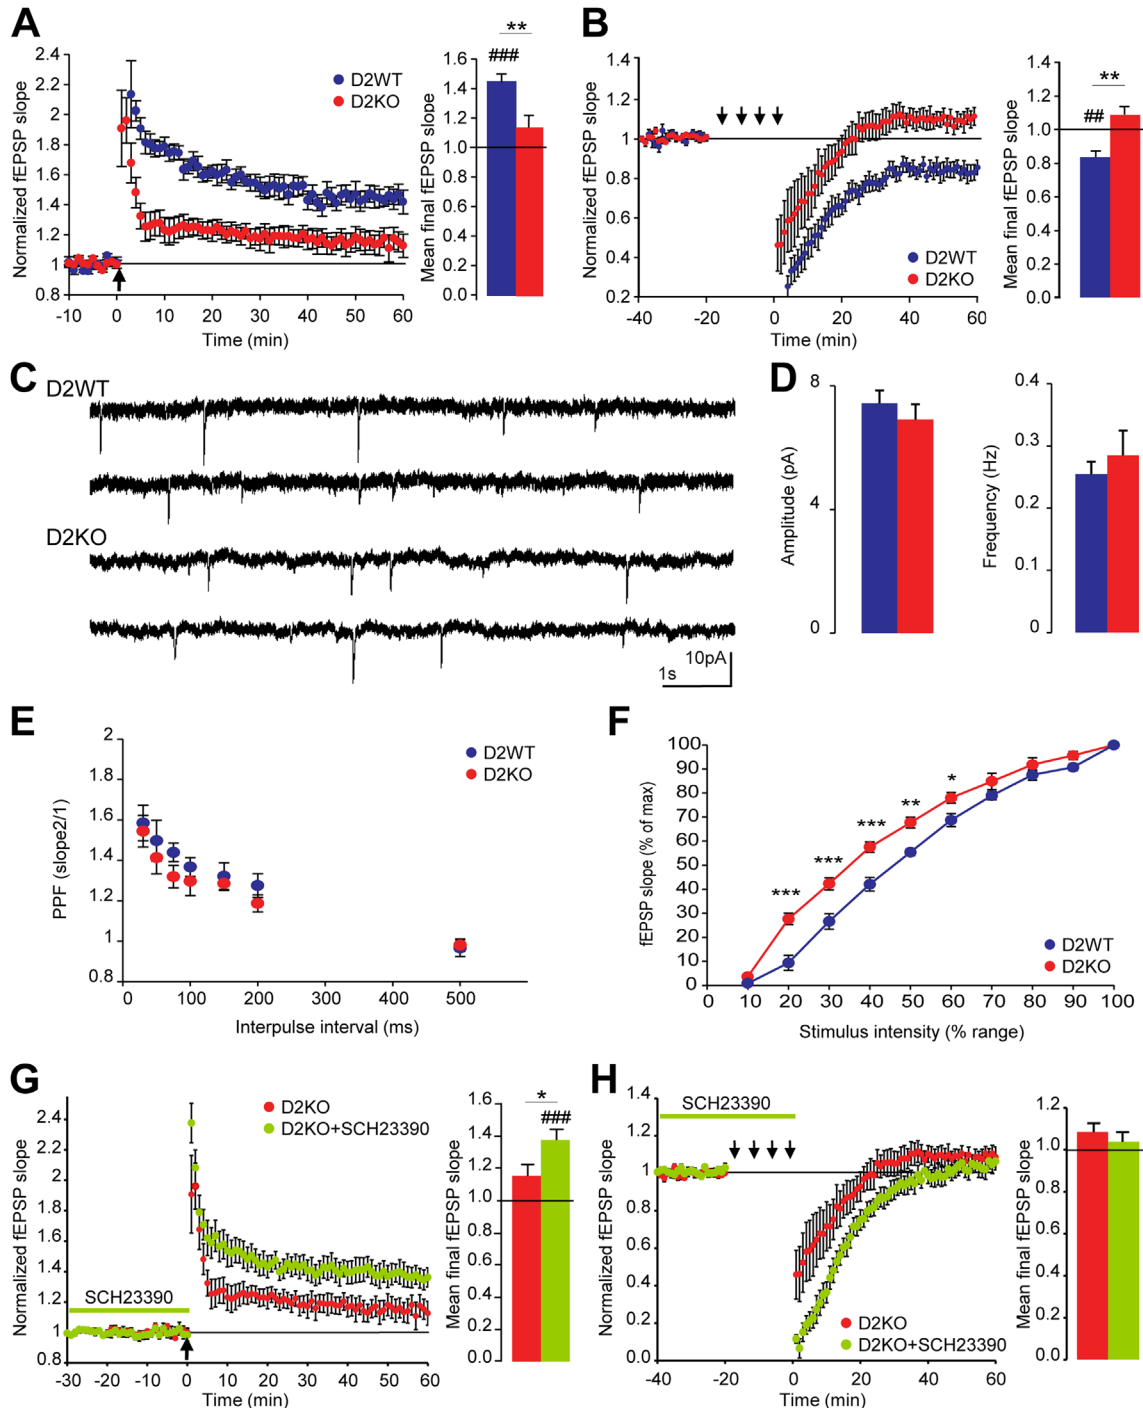 A
Normalized fEPSP slope
2.4
2.2
2
1.8
1.6
1.4
1.2
1
0.8
-10 0 10 20 30 40 50 60
Time (min)
D2WT
D2KO
Mean final fEPSP slope
1.6
1.4
1.2
1.0
0.8
0.6
0.4
0.2
0.0
**
###
B
Normalized fEPSP slope
1.4
1.2
1
0.8
0.6
0.4
0.2
-40 -20 0 20 40 60
Time (min)
D2WT
D2KO
Mean final fEPSP slope
1.4
1.2
1.0
0.8
0.6
0.4
0.2
0.0
**
##
C
D2WT
D2KO
10pA
1s
D
Amplitude (pA)
8
4
0
Frequency (Hz)
0.4
0.3
0.2
0.1
0
E
PPF (slope2/1)
2
1.8
1.6
1.4
1.2
1
0.8
0 100 200 300 400 500
Interpulse interval (ms)
D2WT
D2KO
F
fEPSP slope (% of max)
100
90
80
70
60
50
40
30
20
10
0
0 10 20 30 40 50 60 70 80 90 100
Stimulus intensity (% range)
***
***
***
**
*
D2WT
D2KO
G
Normalized fEPSP slope
2.4
2.2
2
1.8
1.6
1.4
1.2
1
0.8
-30 -20 -10 0 10 20 30 40 50 60
Time (min)
SCH23390
D2KO
D2KO+SCH23390
Mean final fEPSP slope
1.6
1.4
1.2
1.0
0.8
0.6
0.4
0.2
0.0
*
###
H
Normalized fEPSP slope
1.4
1.2
1
0.8
0.6
0.4
0.2
0.0
-40 -20 0 20 40 60
Time (min)
SCH23390
D2KO
D2KO+SCH23390
Mean final fEPSP slope
1.2
1.0
0.8
0.6
0.4
0.2
0.0